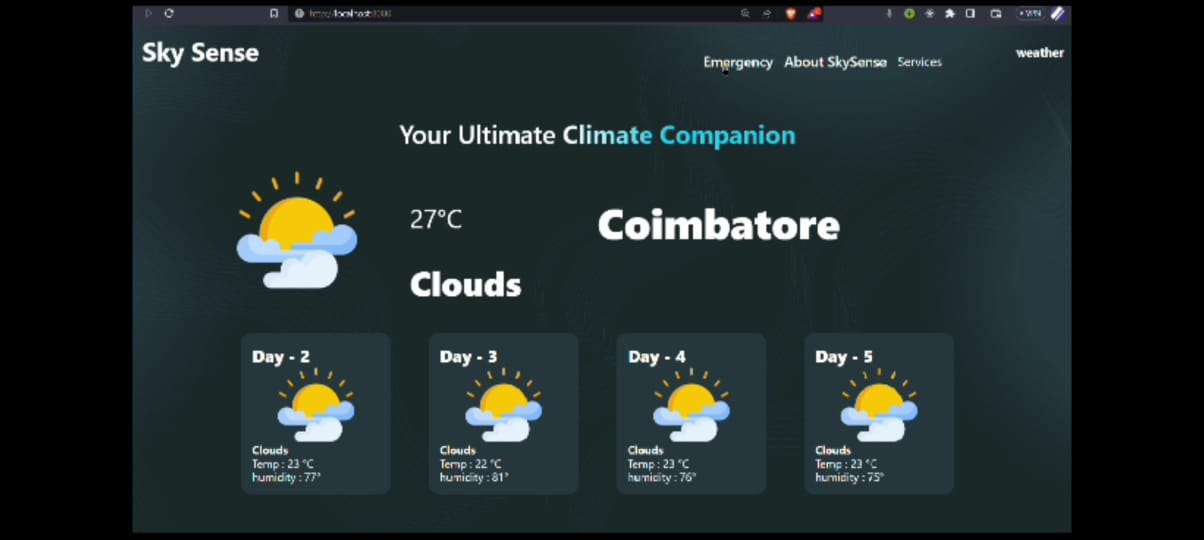 http://localhost:3000
VPN
Sky Sense
Emergency About SkySense Services
weather
Your Ultimate Climate Companion
27°C
Coimbatore
Clouds
Day - 2
Clouds
Temp : 23 °C
humidity : 77°
Day - 3
Clouds
Temp : 22 °C
humidity : 81°
Day - 4
Clouds
Temp : 23 °C
humidity : 76°
Day - 5
Clouds
Temp : 23 °C
humidity : 75°